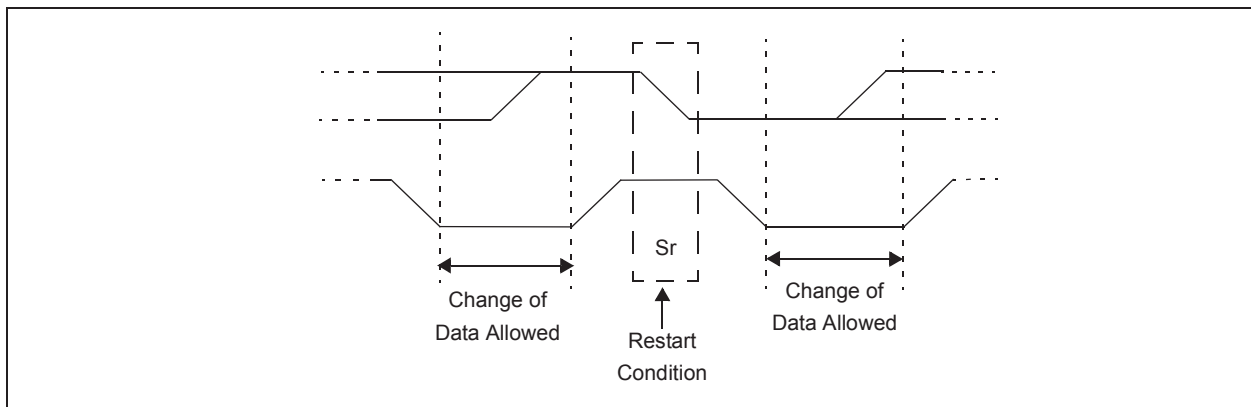 Sr
Change of
Data Allowed
Restart
Condition
Change of
Data Allowed